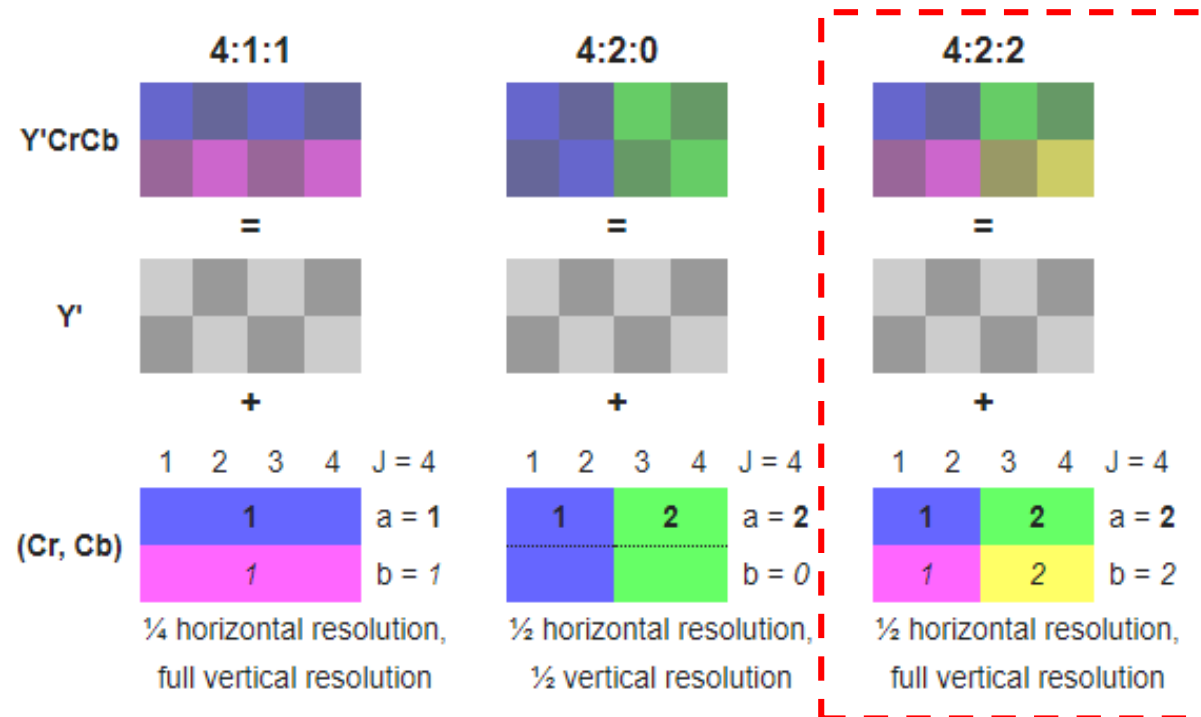 4:1:1 4:2:0 4:2:2
Y'CrCb
= = =
Y'
+ + +
1 2 3 4 J = 4 1 2 3 4 J = 4 1 2 3 4 J = 4
1 a = 1 1 2 a = 2 1 2 a = 2
(Cr, Cb)
1 b = 1 b = 0 1 2 b = 2
¼ horizontal resolution, ½ horizontal resolution, ½ horizontal resolution,
full vertical resolution ½ vertical resolution full vertical resolution